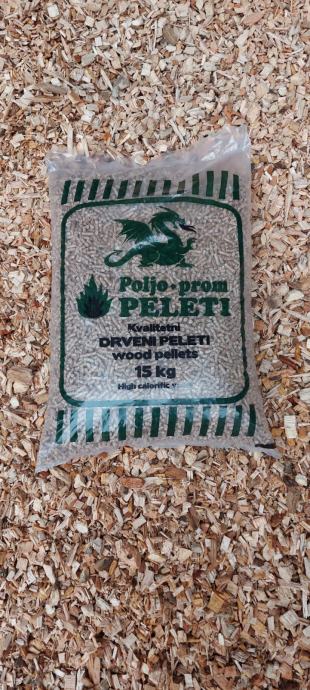 Poljo-prom
PELETI
Kvalitetni
DRVENI PELETI
wood pellets
15 kg
High calorific